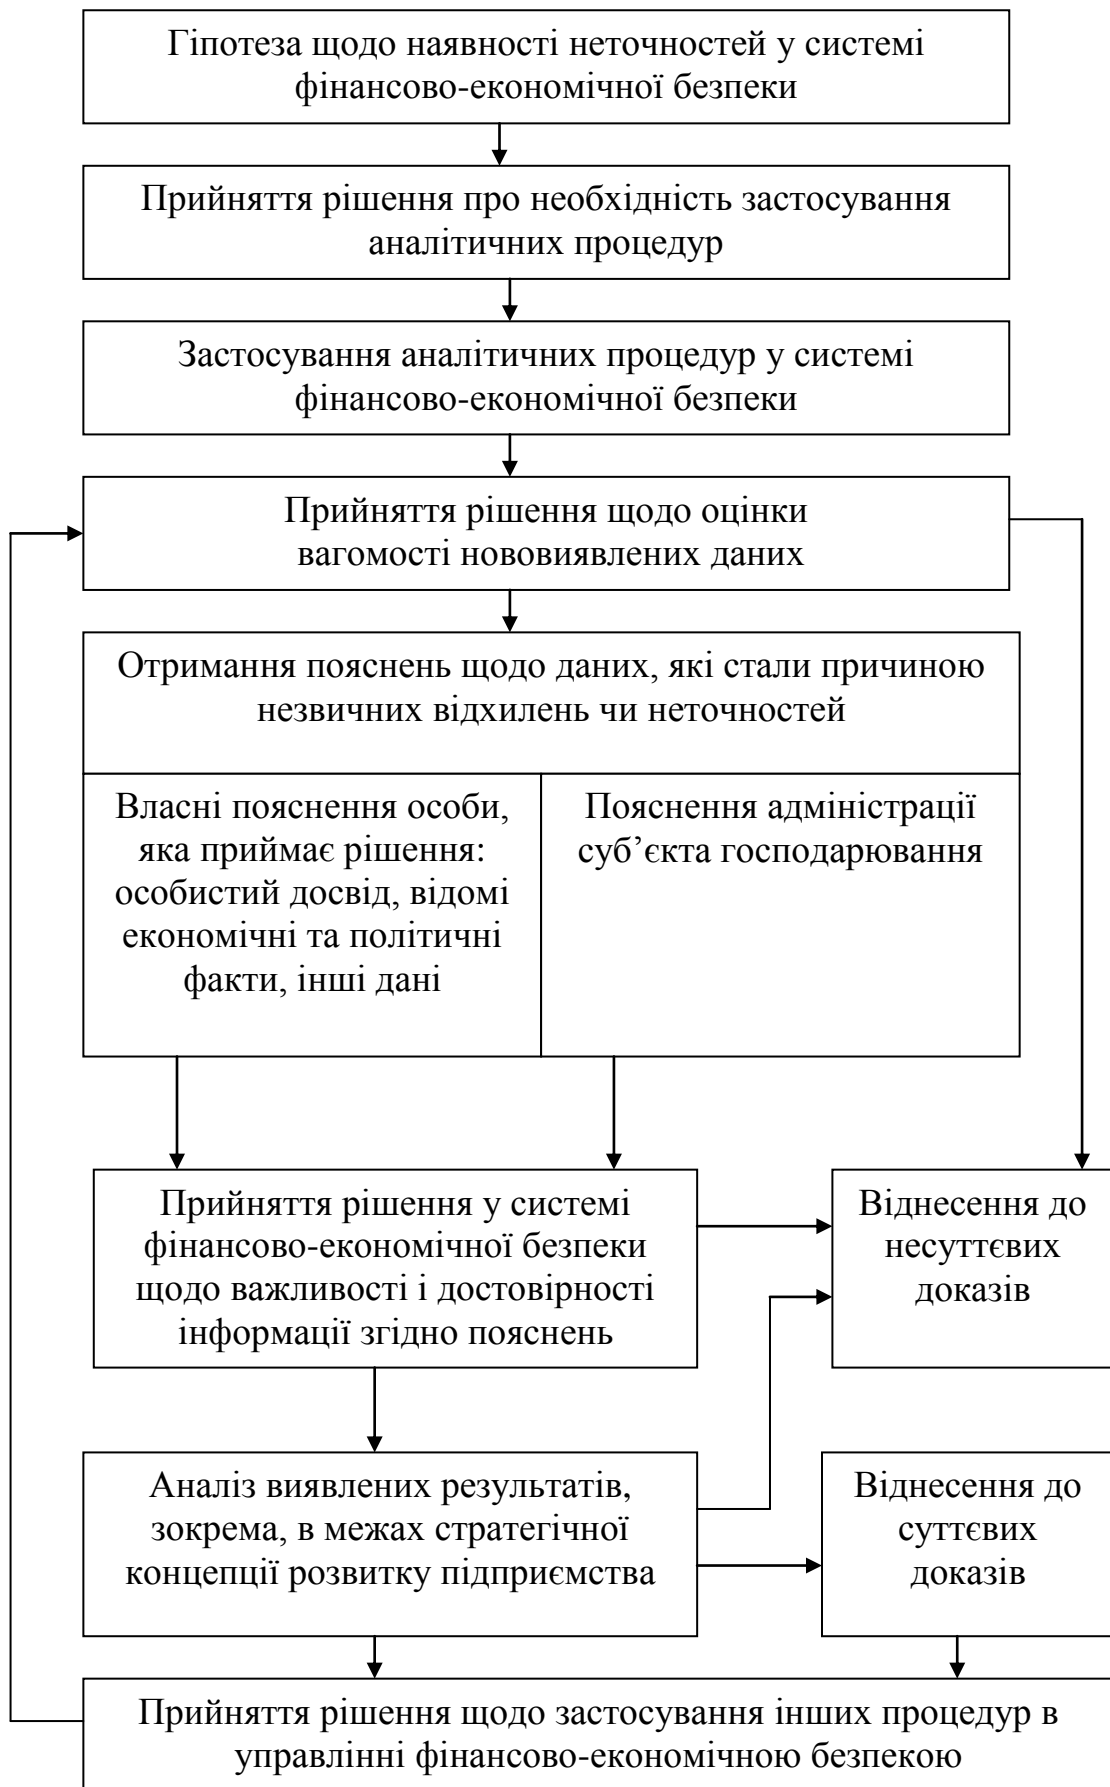 Гіпотеза щодо наявності неточностей у системі
фінансово-економічної безпеки
Прийняття рішення про необхідність застосування
аналітичних процедур
Застосування аналітичних процедур у системі
фінансово-економічної безпеки
Прийняття рішення щодо оцінки
вагомості нововиявлених даних
Отримання пояснень щодо даних, які стали причиною
незвичних відхилень чи неточностей
Власні пояснення особи,
яка приймає рішення:
особистий досвід, відомі
економічні та політичні
факти, інші дані
Пояснення адміністрації
суб’єкта господарювання
Прийняття рішення у системі
фінансово-економічної безпеки
щодо важливості і достовірності
інформації згідно пояснень
Віднесення до
несуттєвих
доказів
Аналіз виявлених результатів,
зокрема, в межах стратегічної
концепції розвитку підприємства
Віднесення до
суттєвих
доказів
Прийняття рішення щодо застосування інших процедур в
управлінні фінансово-економічною безпекою